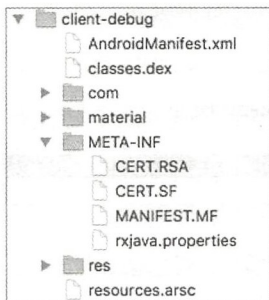 client-debug
AndroidManifest.xml
classes.dex
com
material
META-INF
CERT.RSA
CERT.SF
MANIFEST.MF
rxjava.properties
res
resources.arsc